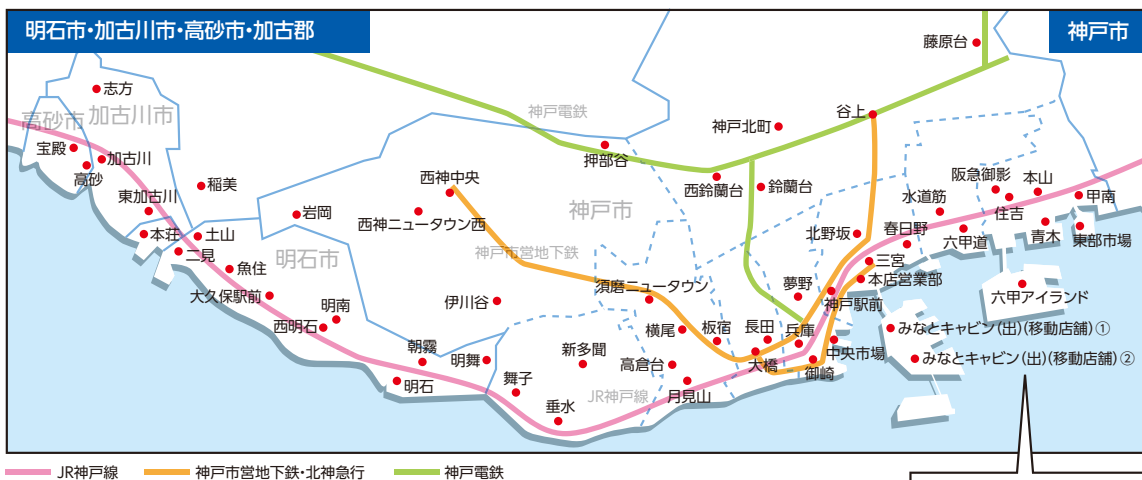 明石市・加古川市・高砂市・加古郡
神戸市
藤原台
志方
高砂市
加古川市
神戸電鉄
谷上
神戸北町
宝殿
加古川
高砂
押部谷
阪急御影
本山
稲美
西神中央
西鈴蘭台
鈴蘭台
水道筋
住吉
甲南
東加古川
岩岡
西神ニュータウン西
神戸市
北野坂
春日野
六甲道
青木
東部市場
本荘
土山
二見
明石市
神戸市営地下鉄
三宮
魚住
本店営業部
大久保駅前
明南
伊川谷
須磨ニュータウン
夢野
神戸駅前
六甲アイランド
西明石
横尾
板宿
長田
兵庫
みなとキャビン(出)(移動店舗)①
朝霧
明舞
新多聞
高倉台
大橋
御崎
中央市場
みなとキャビン(出)(移動店舗)②
明石
舞子
JR神戸線
月見山
垂水
JR神戸線
神戸市営地下鉄・北神急行
神戸電鉄